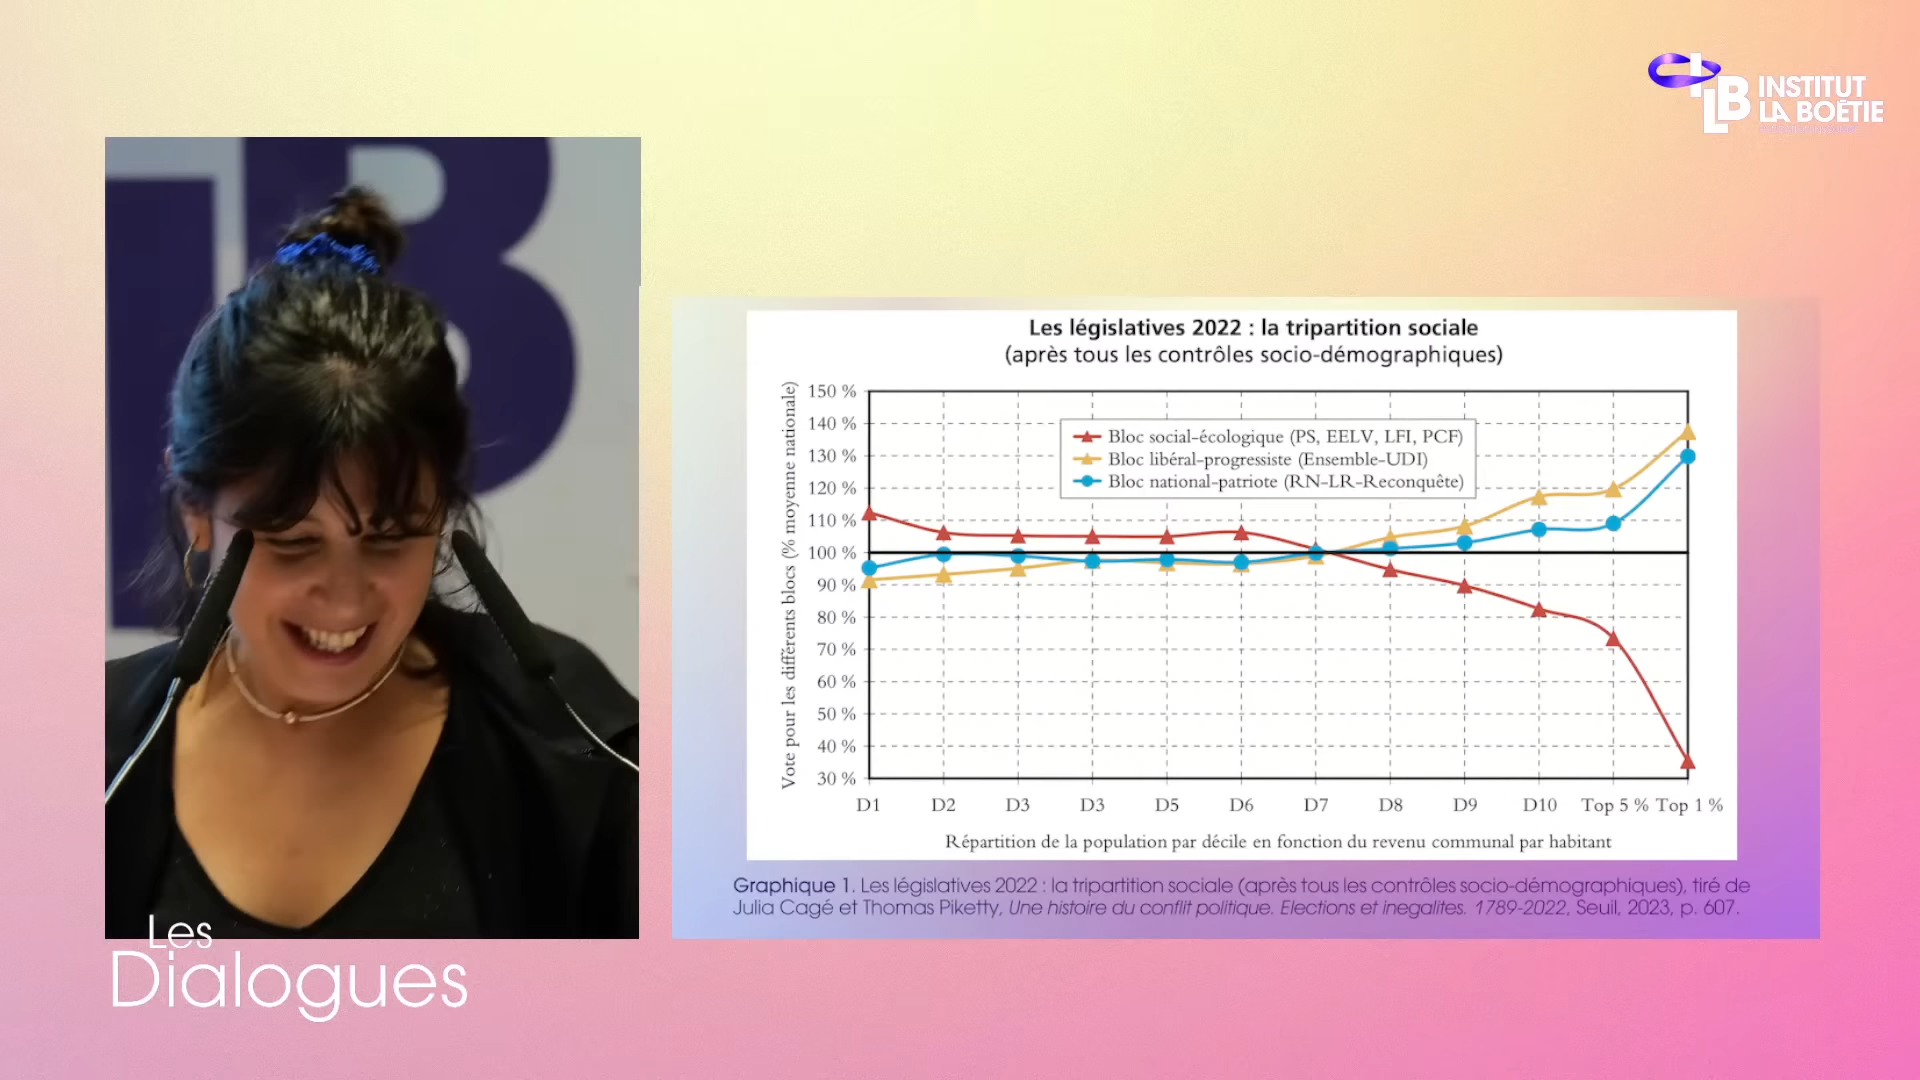 INSTITUT
LA BOÉTIE
Les législatives 2022 : la tripartition sociale
(après tous les contrôles socio-démographiques)
Vote pour les différents blocs (% moyenne nationale)
150 %
140 %
130 %
120 %
110 %
100 %
90 %
80 %
70 %
60 %
50 %
40 %
30 %
Bloc social-écologique (PS, EELV, LFI, PCF)
Bloc libéral-progressiste (Ensemble-UDI)
Bloc national-patriote (RN-LR-Reconquête)
D1 D2 D3 D3 D5 D6 D7 D8 D9 D10 Top 5 % Top 1 %
Répartition de la population par décile en fonction du revenu communal par habitant
Graphique 1. Les législatives 2022 : la tripartition sociale (après tous les contrôles socio-démographiques), tiré de
Julia Cagé et Thomas Piketty, Une histoire du conflit politique. Elections et inegalites. 1789-2022, Seuil, 2023, p. 607.
Les
Dialogues